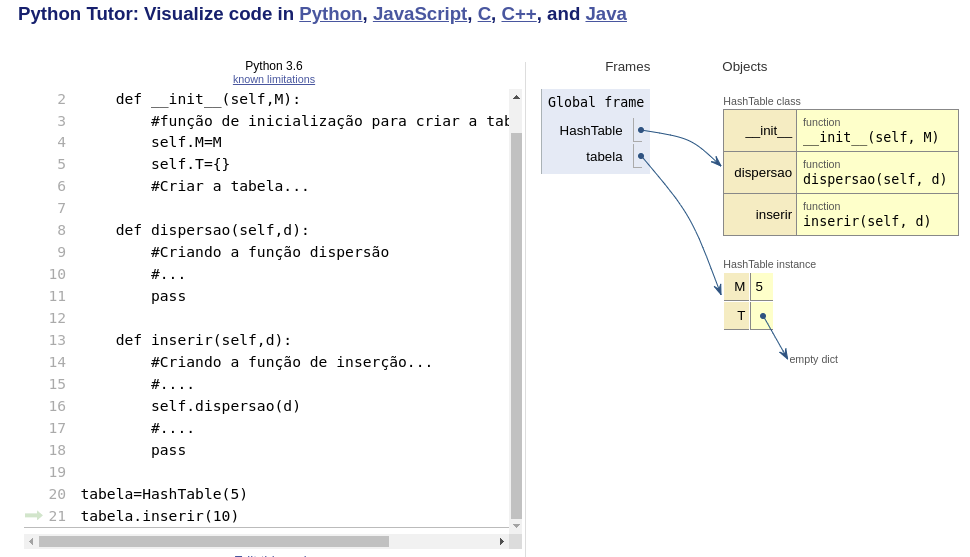 Python Tutor: Visualize code in Python, JavaScript, C, C++, and Java
Python 3.6
known limitations
2 def __init__(self,M):
3 #função de inicialização para criar a tab
4 self.M=M
5 self.T={}
6 #Criar a tabela...
7
8 def dispersao(self,d):
9 #Criando a função dispersão
10 #...
11 pass
12
13 def inserir(self,d):
14 #Criando a função de inserção...
15 #....
16 self.dispersao(d)
17 #....
18 pass
19
20 tabela=HashTable(5)
21 tabela.inserir(10)
Frames
Objects
Global frame
HashTable
tabela
HashTable class
__init__
function
__init__(self, M)
dispersao
function
dispersao(self, d)
inserir
function
inserir(self, d)
HashTable instance
M 5
T
empty dict